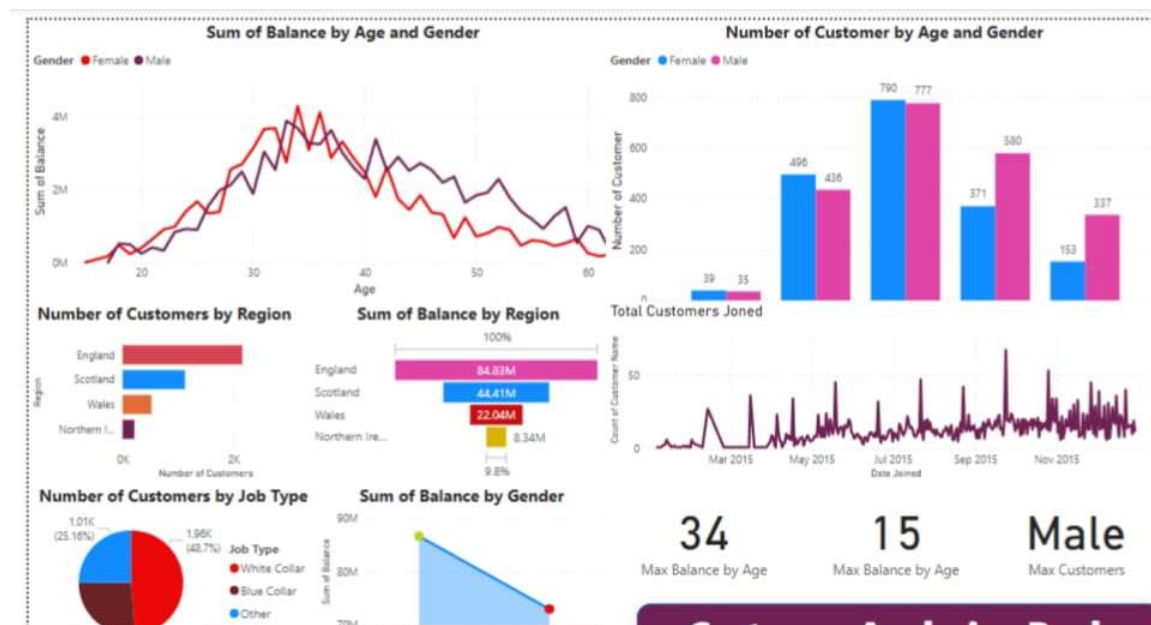 Sum of Balance by Age and Gender
Gender Female Male
Sum of Balance
4M
2M
0M
20 30 40 50 60
Age
Number of Customer by Age and Gender
Gender Female Male
Number of Customer
800
600
400
200
0
39 35
496 436
790 777
371 580
153 337
Number of Customers by Region
Region
England
Scotland
Wales
Northern I...
0K 2K
Number of Customers
Sum of Balance by Region
100%
England 84.83M
Scotland 44.41M
Wales 22.04M
Northern Ire... 8.34M
9.8%
Total Customers Joned
Count of Customer Name
50
0
Mar 2015 May 2015 Jul 2015 Sep 2015 Nov 2015
Date Joined
Number of Customers by Job Type
1.01K
(25.16%)
1.96K
(48.7%)
Job Type
White Collar
Blue Collar
Other
Sum of Balance by Gender
Sum of Balance
90M
80M
70M
34
Max Balance by Age
15
Max Balance by Age
Male
Max Customers